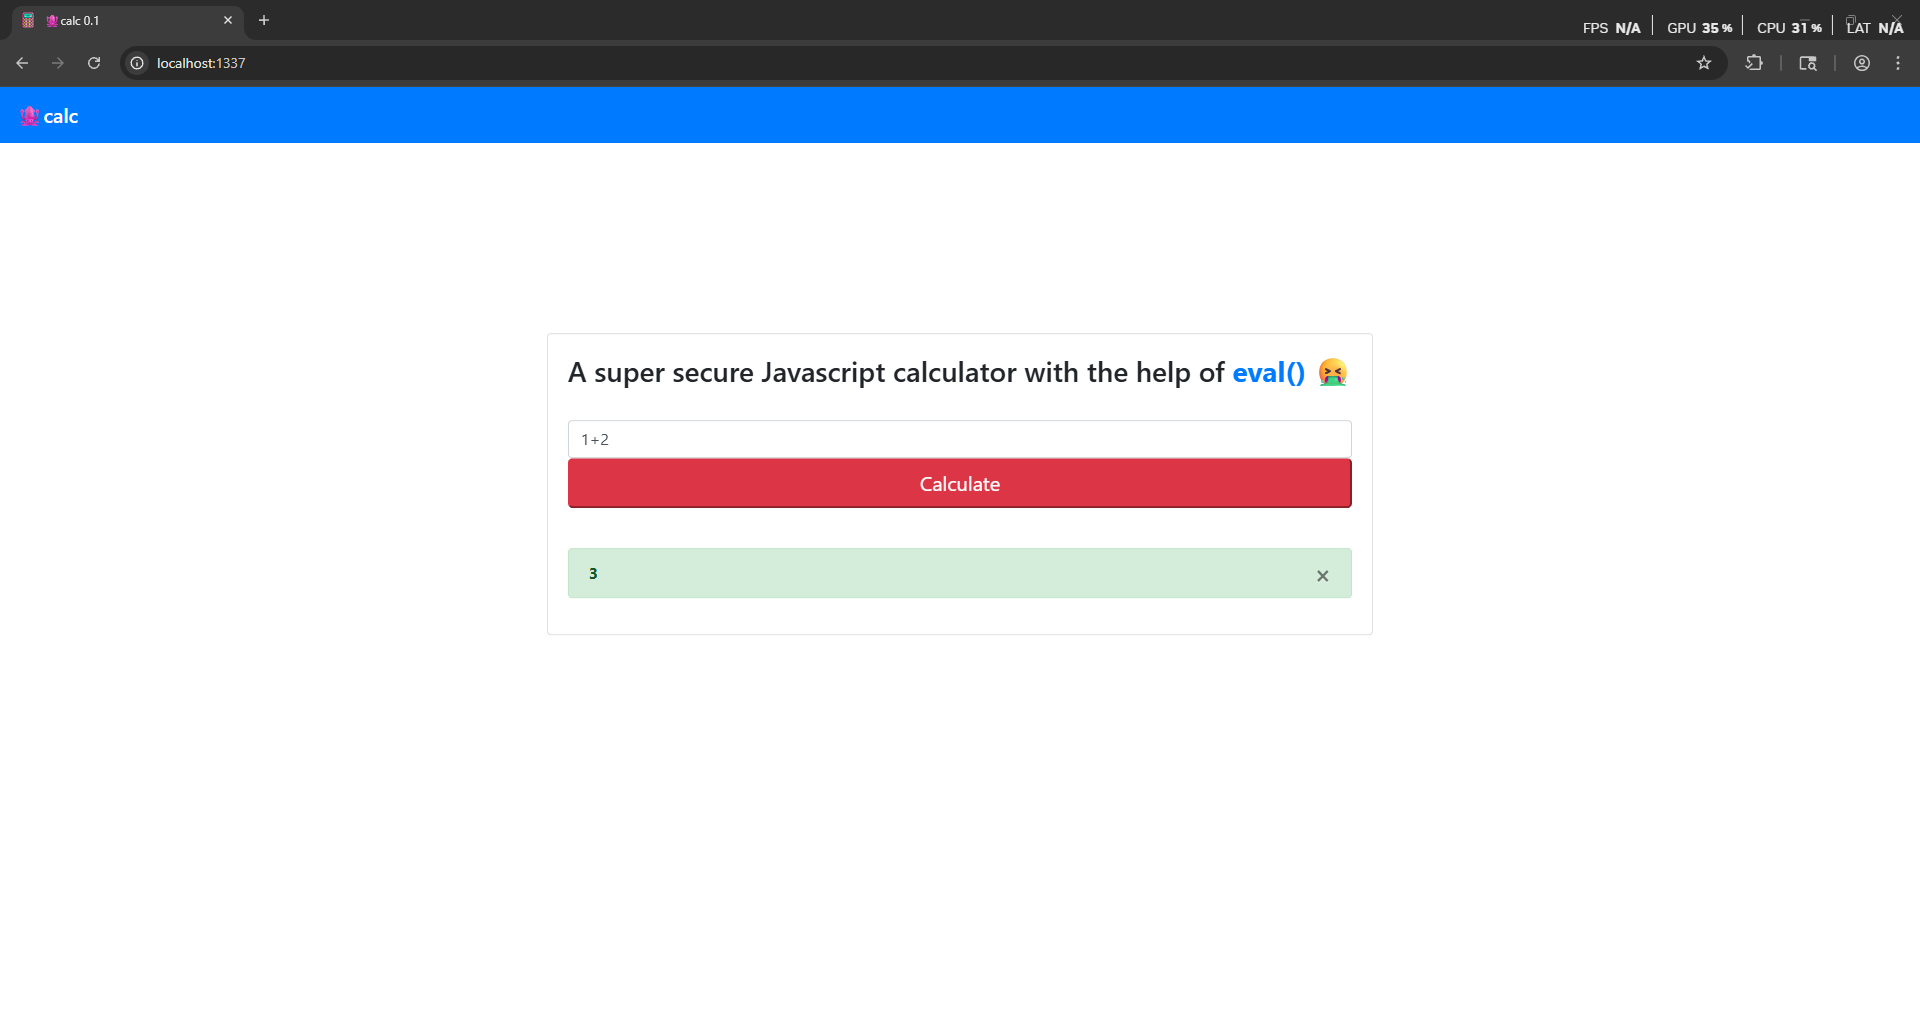 calc 0.1
FPS N/A GPU 35 % CPU 31 % LAT N/A
localhost:1337
calc
A super secure Javascript calculator with the help of eval()
1+2
Calculate
3